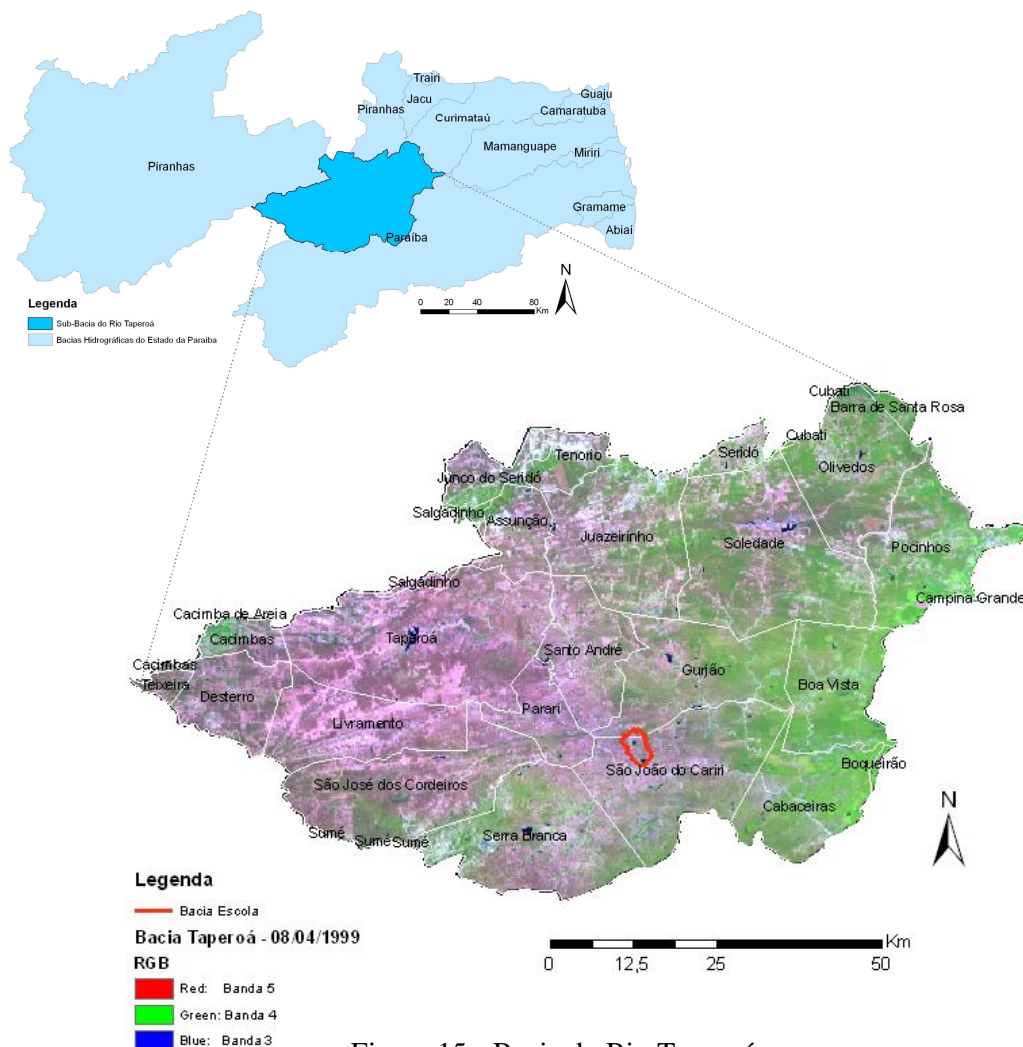 Trairi
Jacu
Guaju
Piranhas
Camaratuba
Curimataú
Mamanguape
Miriri
Piranhas
Gramame
Abiaí
Paraíba
N
Legenda
0 20 40 80
Km
Sub-Bacia do Rio Taperoá
Bacias Hidrográficas do Estado da Paraíba
Cubati
Barra de Santa Rosa
Cubati
Tenorio
Seridó
Olivedos
Junco do Seridó
Salgadinho
Assunção
Juazeirinho
Soledade
Pocinhos
Salgadinho
Campina Grande
Cacimba de Areia
Cacimbas
Taperoá
Santo André
Cacimbas
Gurjão
Teixeira
Desterro
Boa Vista
Parari
Livramento
Boqueirão
São João do Cariri
São José dos Cordeiros
Cabaceiras
N
Sumé
Sumé
Sumé
Serra Branca
Legenda
Bacia Escola
Bacia Taperoá - 08/04/1999
RGB
Km
0 12,5 25 50
Red: Banda 5
Green: Banda 4
Blue: Banda 3